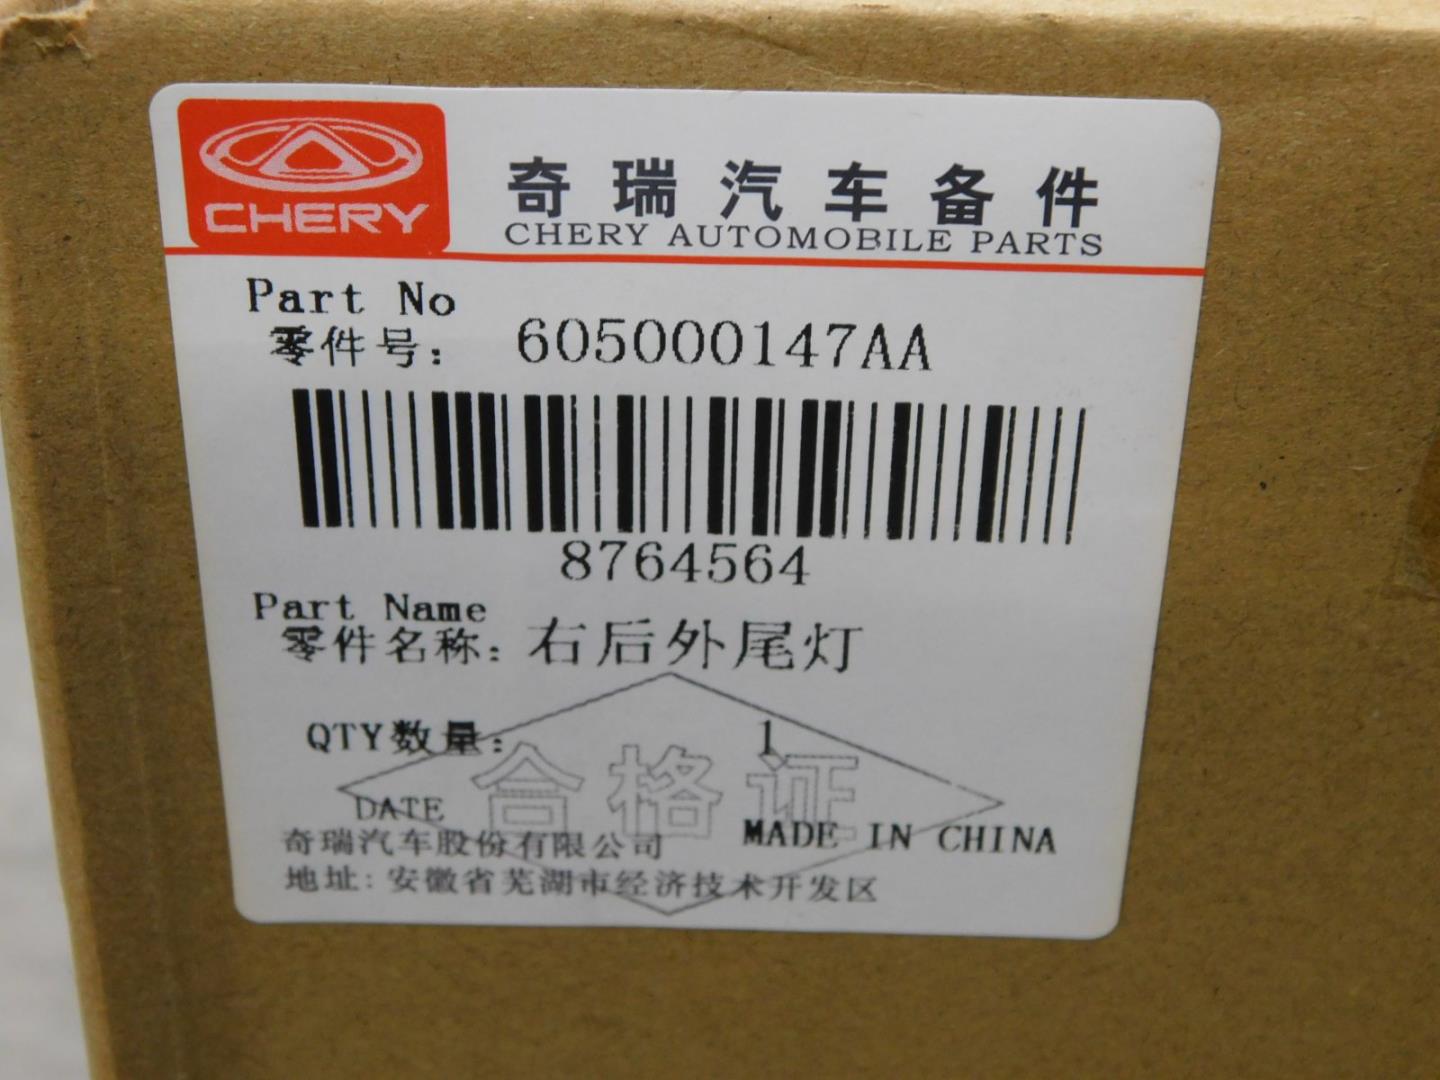 CHERY
奇瑞汽车备件
CHERY AUTOMOBILE PARTS
Part No
零件号: 605000147AA
8764564
Part Name
零件名称: 右后外尾灯
QTY数量: 1
合格证
DATE
MADE IN CHINA
奇瑞汽车股份有限公司
地址: 安徽省芜湖市经济技术开发区